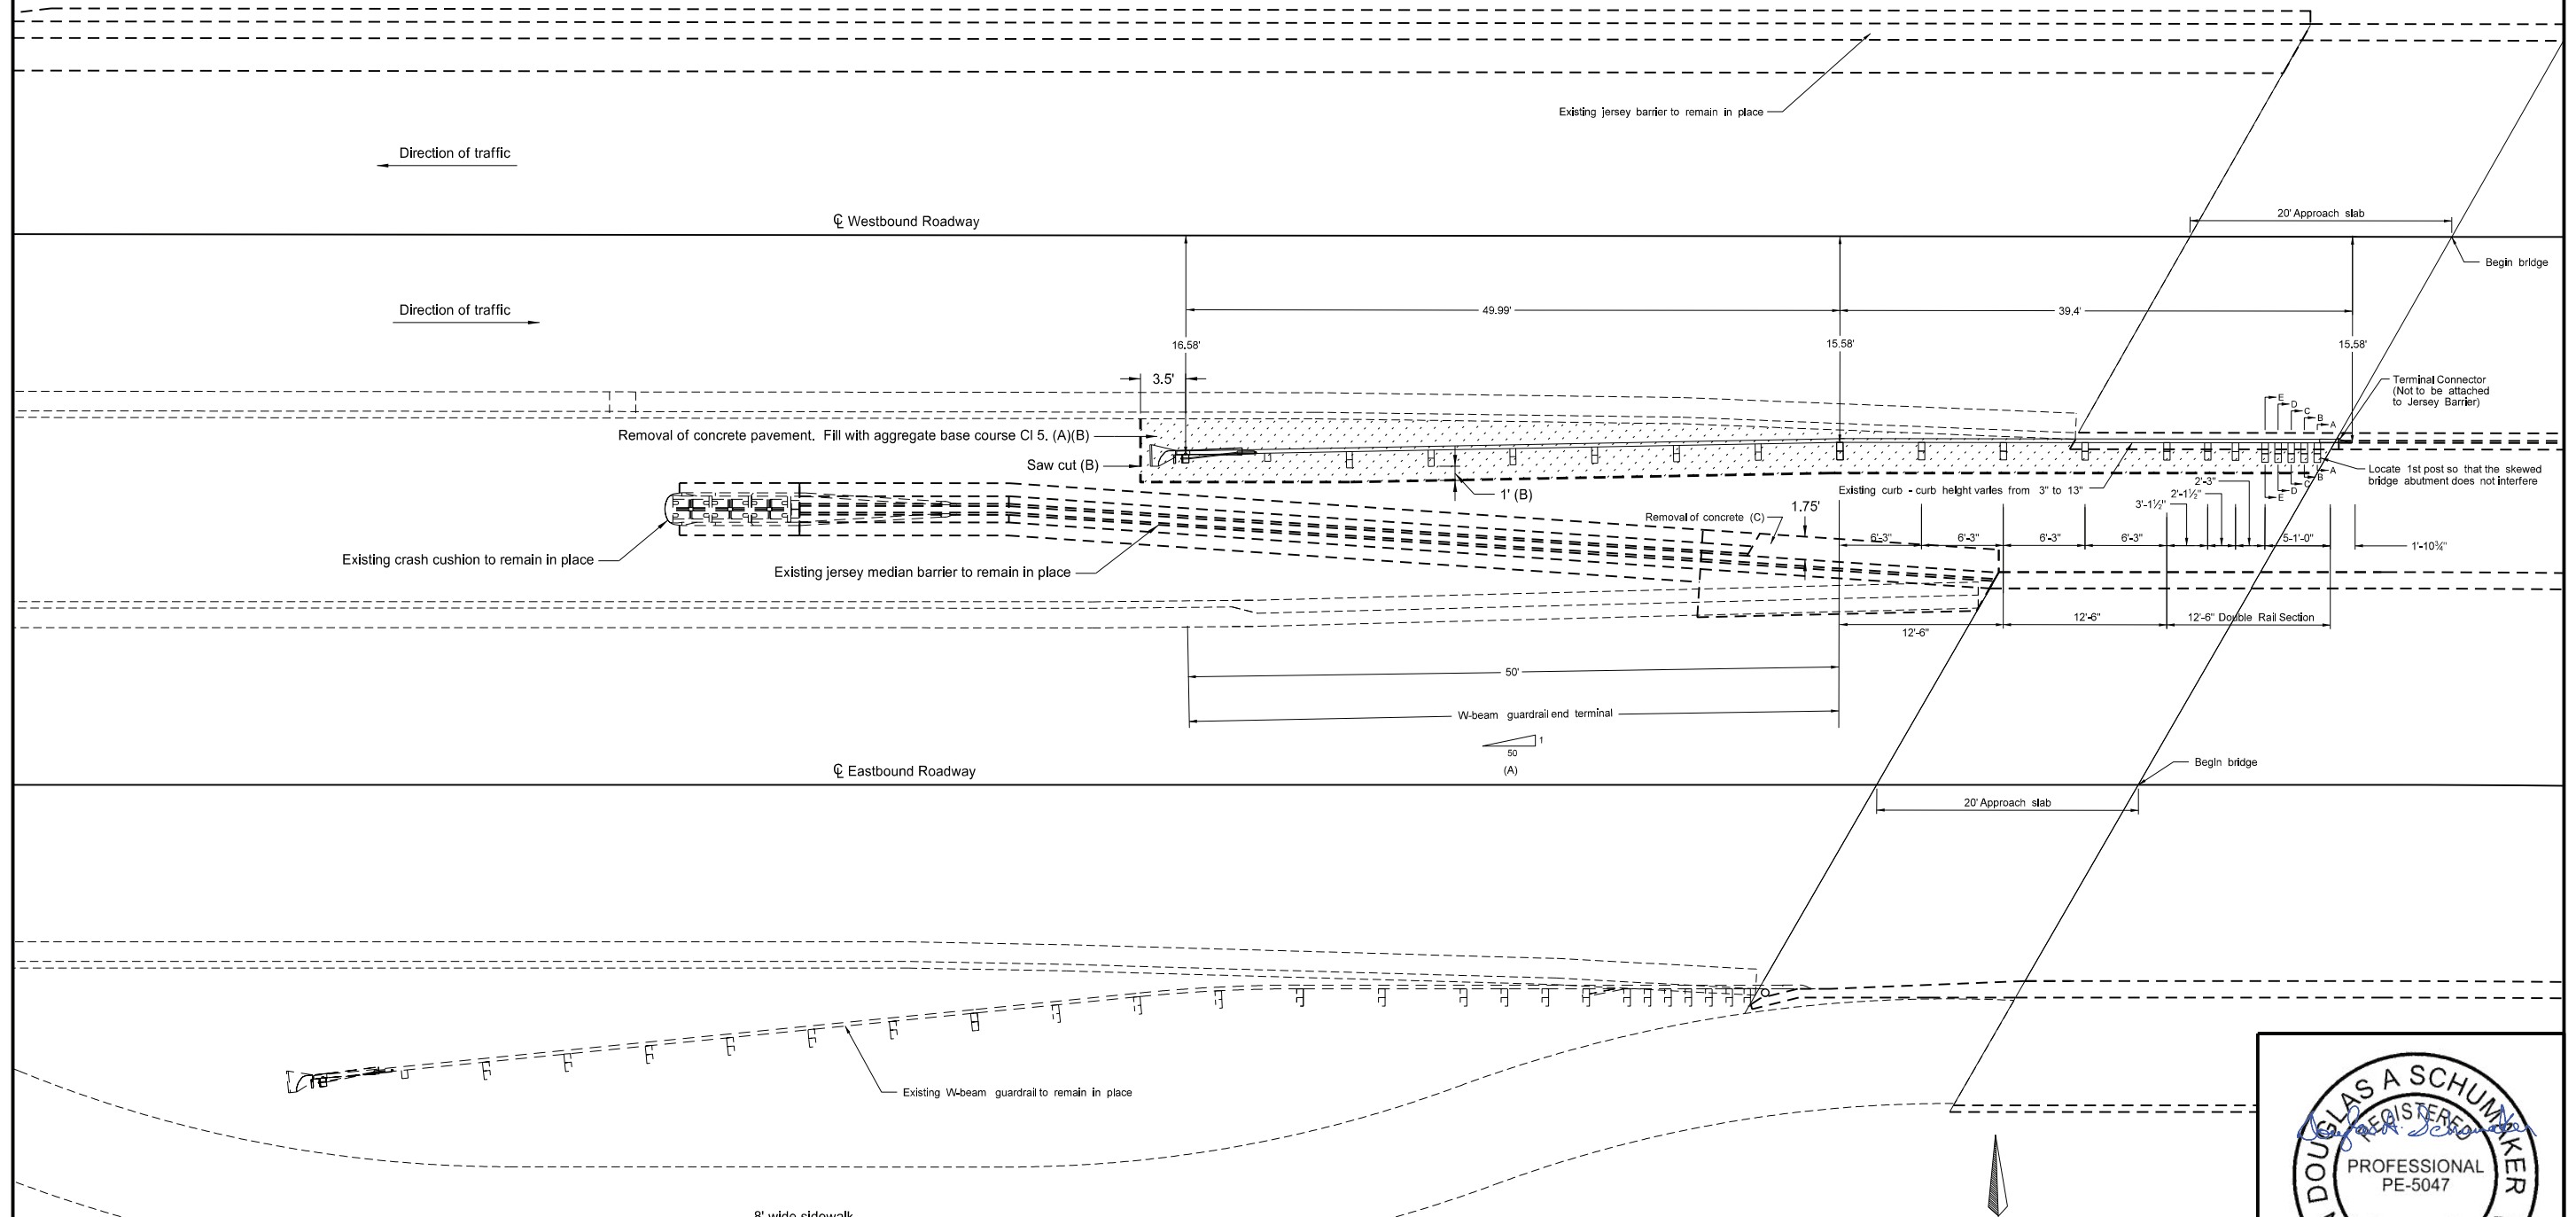 Existing jersey barrier to remain in place
Direction of traffic
℄ Westbound Roadway
20' Approach slab
Begin bridge
Direction of traffic
49.99'
39.4'
16.58'
15.58'
15.58'
3.5'
Terminal Connector
(Not to be attached
to Jersey Barrier)
E
D
C
B
A
Removal of concrete pavement. Fill with aggregate base course Cl 5. (A)(B)
Saw cut (B)
A
B
C
D
E
Locate 1st post so that the skewed
bridge abutment does not interfere
1' (B)
Existing curb - curb height varies from 3" to 13"
2'-3"
2'-1½"
3'-1½"
1.75'
Removal of concrete (C)
6'-3"
6'-3"
6'-3"
6'-3"
5-1'-0"
1'-10¾"
Existing crash cushion to remain in place
Existing jersey median barrier to remain in place
12'-6"
12'-6"
12'-6" Double Rail Section
50'
W-beam guardrail end terminal
1
50
(A)
℄ Eastbound Roadway
Begin bridge
20' Approach slab
Existing W-beam guardrail to remain in place
8' wide sidewalk
DOUGLAS A SCHUMAKER
REGISTERED
PROFESSIONAL
PE-5047